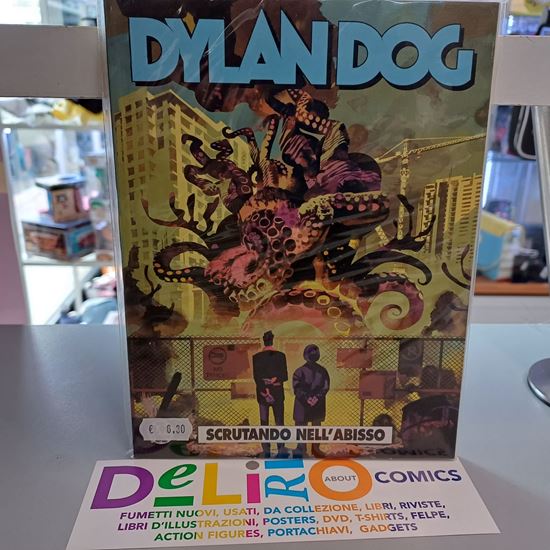 DYLAN DOG
SCRUTANDO NELL'ABISSO
DELIRIO ABOUT COMICS
FUMETTI NUOVI, USATI, DA COLLEZIONE, LIBRI, RIVISTE,
LIBRI D'ILLUSTRAZIONI, POSTERS, DVD, T-SHIRTS, FELPE,
ACTION FIGURES, PORTACHIAVI, GADGETS